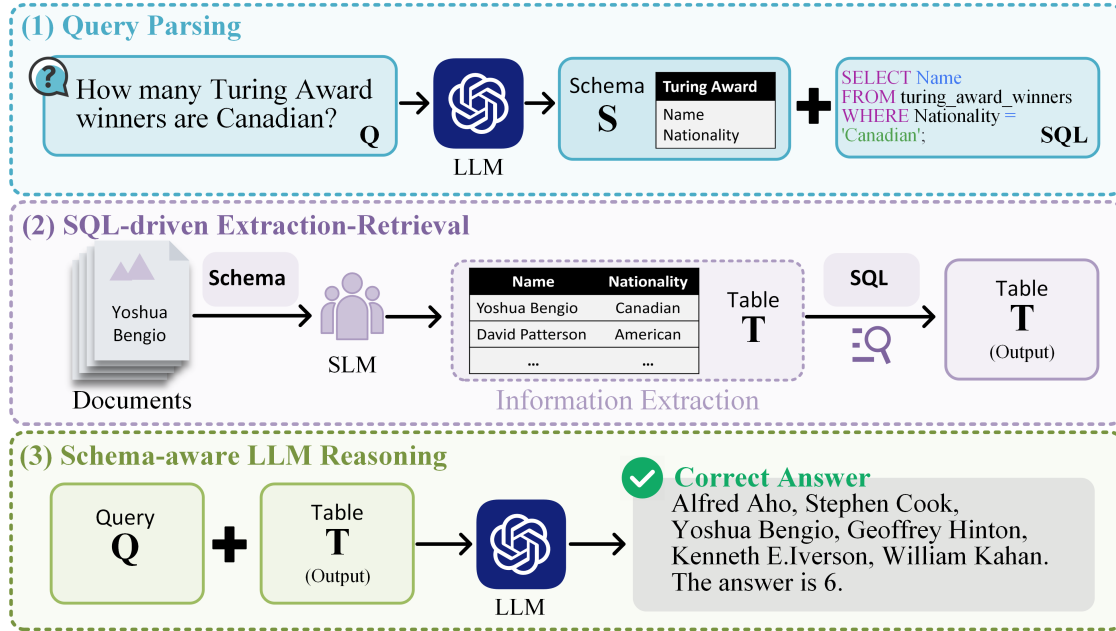 (1) Query Parsing
?
How many Turing Award
winners are Canadian?
Q
LLM
Schema
S
Turing Award
Name
Nationality
SELECT Name
FROM turing_award_winners
WHERE Nationality =
'Canadian';
SQL
(2) SQL-driven Extraction-Retrieval
Yoshua
Bengio
Documents
Schema
SLM
Name Nationality
Yoshua Bengio Canadian
David Patterson American
... ...
Table
T
Information Extraction
SQL
Table
T
(Output)
(3) Schema-aware LLM Reasoning
Query
Q
Table
T
(Output)
LLM
Correct Answer
Alfred Aho, Stephen Cook,
Yoshua Bengio, Geoffrey Hinton,
Kenneth E.Iverson, William Kahan.
The answer is 6.